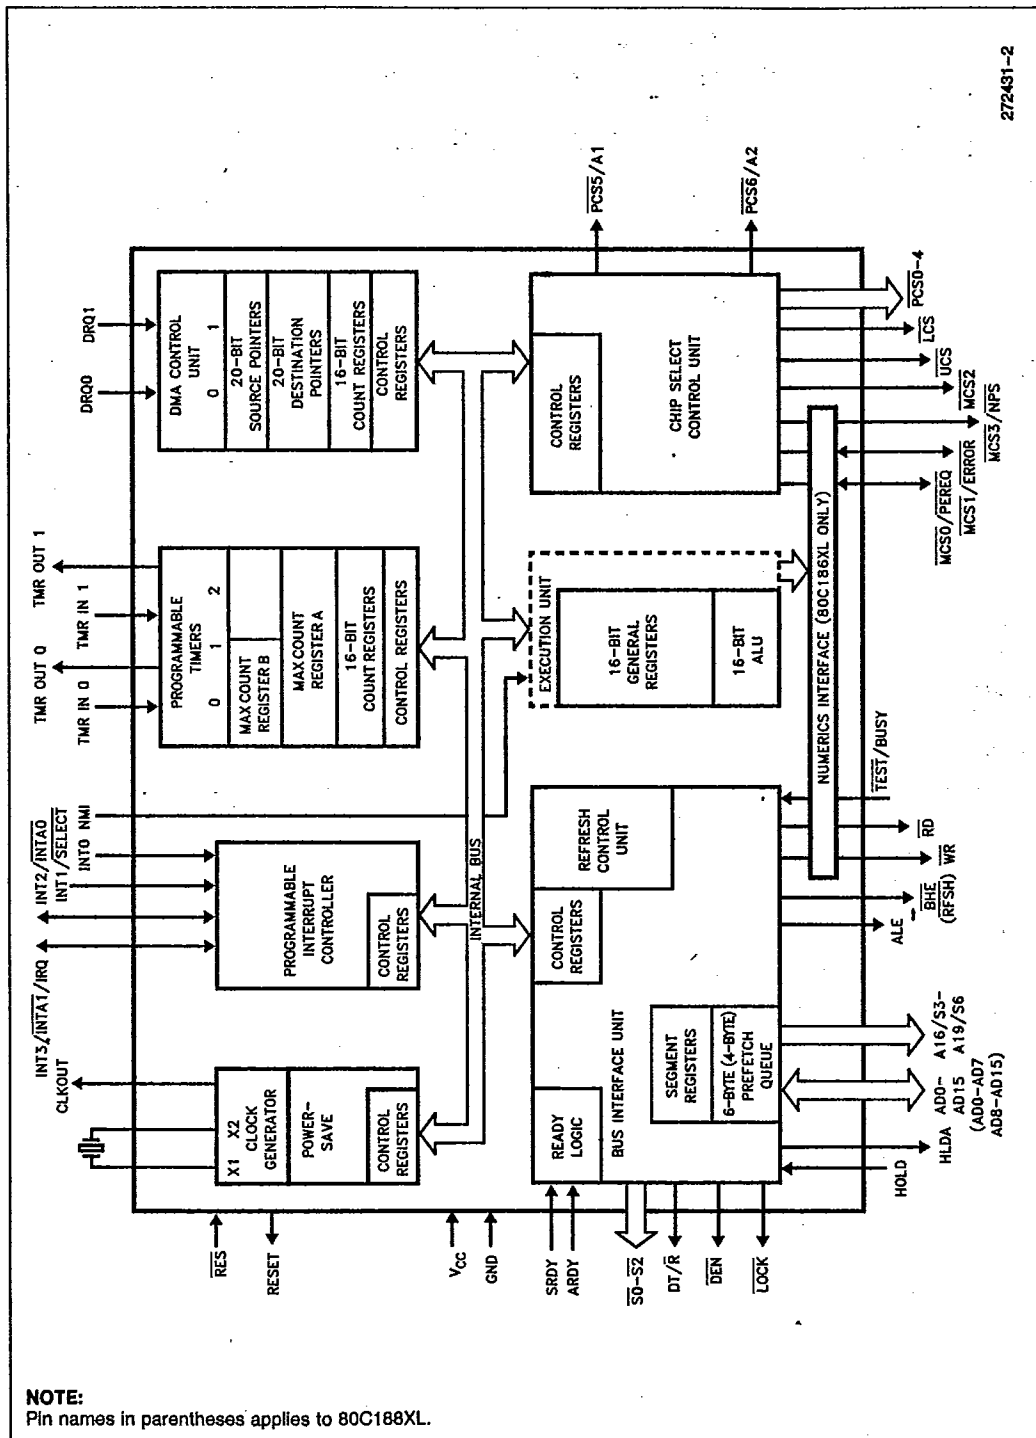 INT3/INTA1/IRQ
INT2/INTA0
INT1/SELECT
INT0
NMI
TMR OUT 0
TMR IN 0
TMR OUT 1
TMR IN 1
DRQ0
DRQ1
CLKOUT
X1
X2
CLOCK
GENERATOR
POWER-
SAVE
CONTROL
REGISTERS
PROGRAMMABLE
INTERRUPT
CONTROLLER
CONTROL
REGISTERS
PROGRAMMABLE
TIMERS
0 1 2
MAX COUNT
REGISTER B
MAX COUNT
REGISTER A
16-BIT
COUNT REGISTERS
CONTROL REGISTERS
DMA CONTROL
UNIT
0 1
20-BIT
SOURCE POINTERS
20-BIT
DESTINATION
POINTERS
16-BIT
COUNT REGISTERS
CONTROL
REGISTERS
INTERNAL BUS
RES
RESET
VCC
GND
SRDY
ARDY
S0-S2
DT/R
DEN
LOCK
READY
LOGIC
BUS INTERFACE UNIT
CONTROL
REGISTERS
REFRESH
CONTROL
UNIT
SEGMENT
REGISTERS
6-BYTE (4-BYTE)
PREFETCH
QUEUE
EXECUTION UNIT
16-BIT
GENERAL
REGISTERS
16-BIT
ALU
CONTROL
REGISTERS
CHIP SELECT
CONTROL UNIT
PCS5/A1
PCS6/A2
NUMERICS INTERFACE (80C186XL ONLY)
HOLD
HLDA
AD0-
AD15
(AD0-AD7
AD8-AD15)
A16/S3-
A19/S6
ALE
BHE
(RFSH)
WR
RD
TEST/BUSY
MCS0/PEREQ
MCS1/ERROR
MCS3/NPS
MCS2
UCS
LCS
PCS0-4
272431-2
NOTE:
Pin names in parentheses applies to 80C188XL.